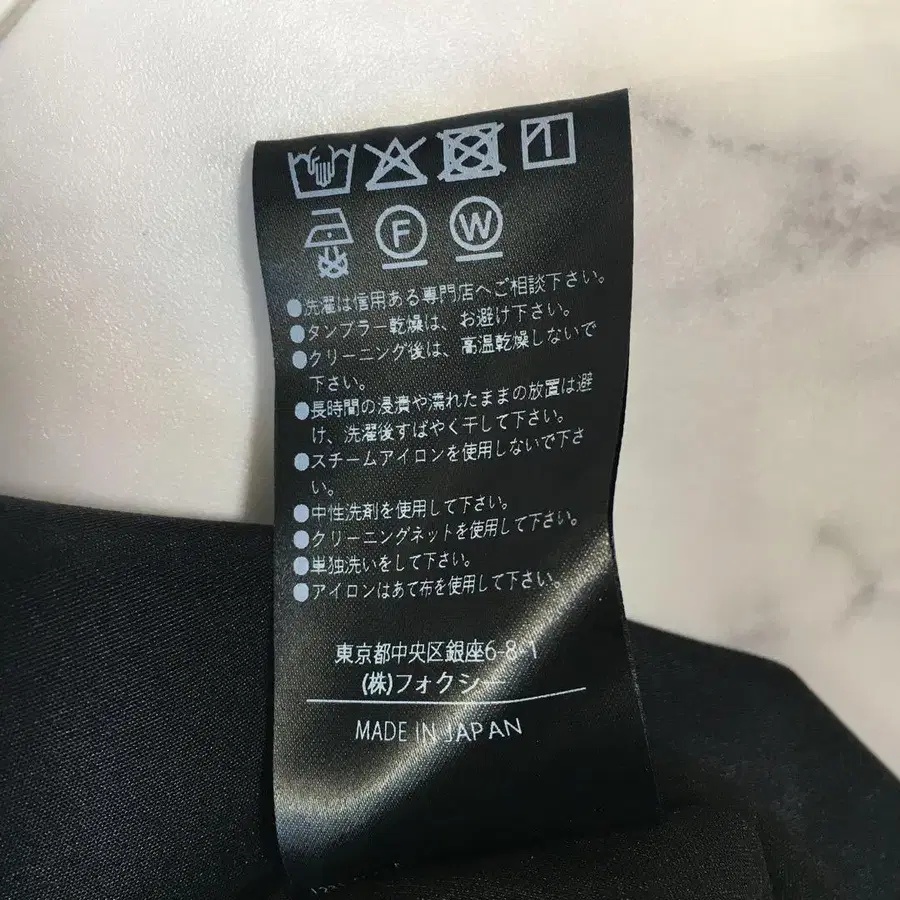 F W
●洗濯は信用ある専門店へご相談下さい。
●タンブラー乾燥は、お避け下さい。
●クリーニング後は、高温乾燥しないで
下さい。
●長時間の浸漬や濡れたままの放置は避
け、洗濯後すばやく干して下さい。
●スチームアイロンを使用しないで下さ
い。
●中性洗剤を使用して下さい。
●クリーニングネットを使用して下さい。
●単独洗いをして下さい。
●アイロンはあて布を使用して下さい。
東京都中央区銀座6-8-1
(株)フォクシー
MADE IN JAPAN